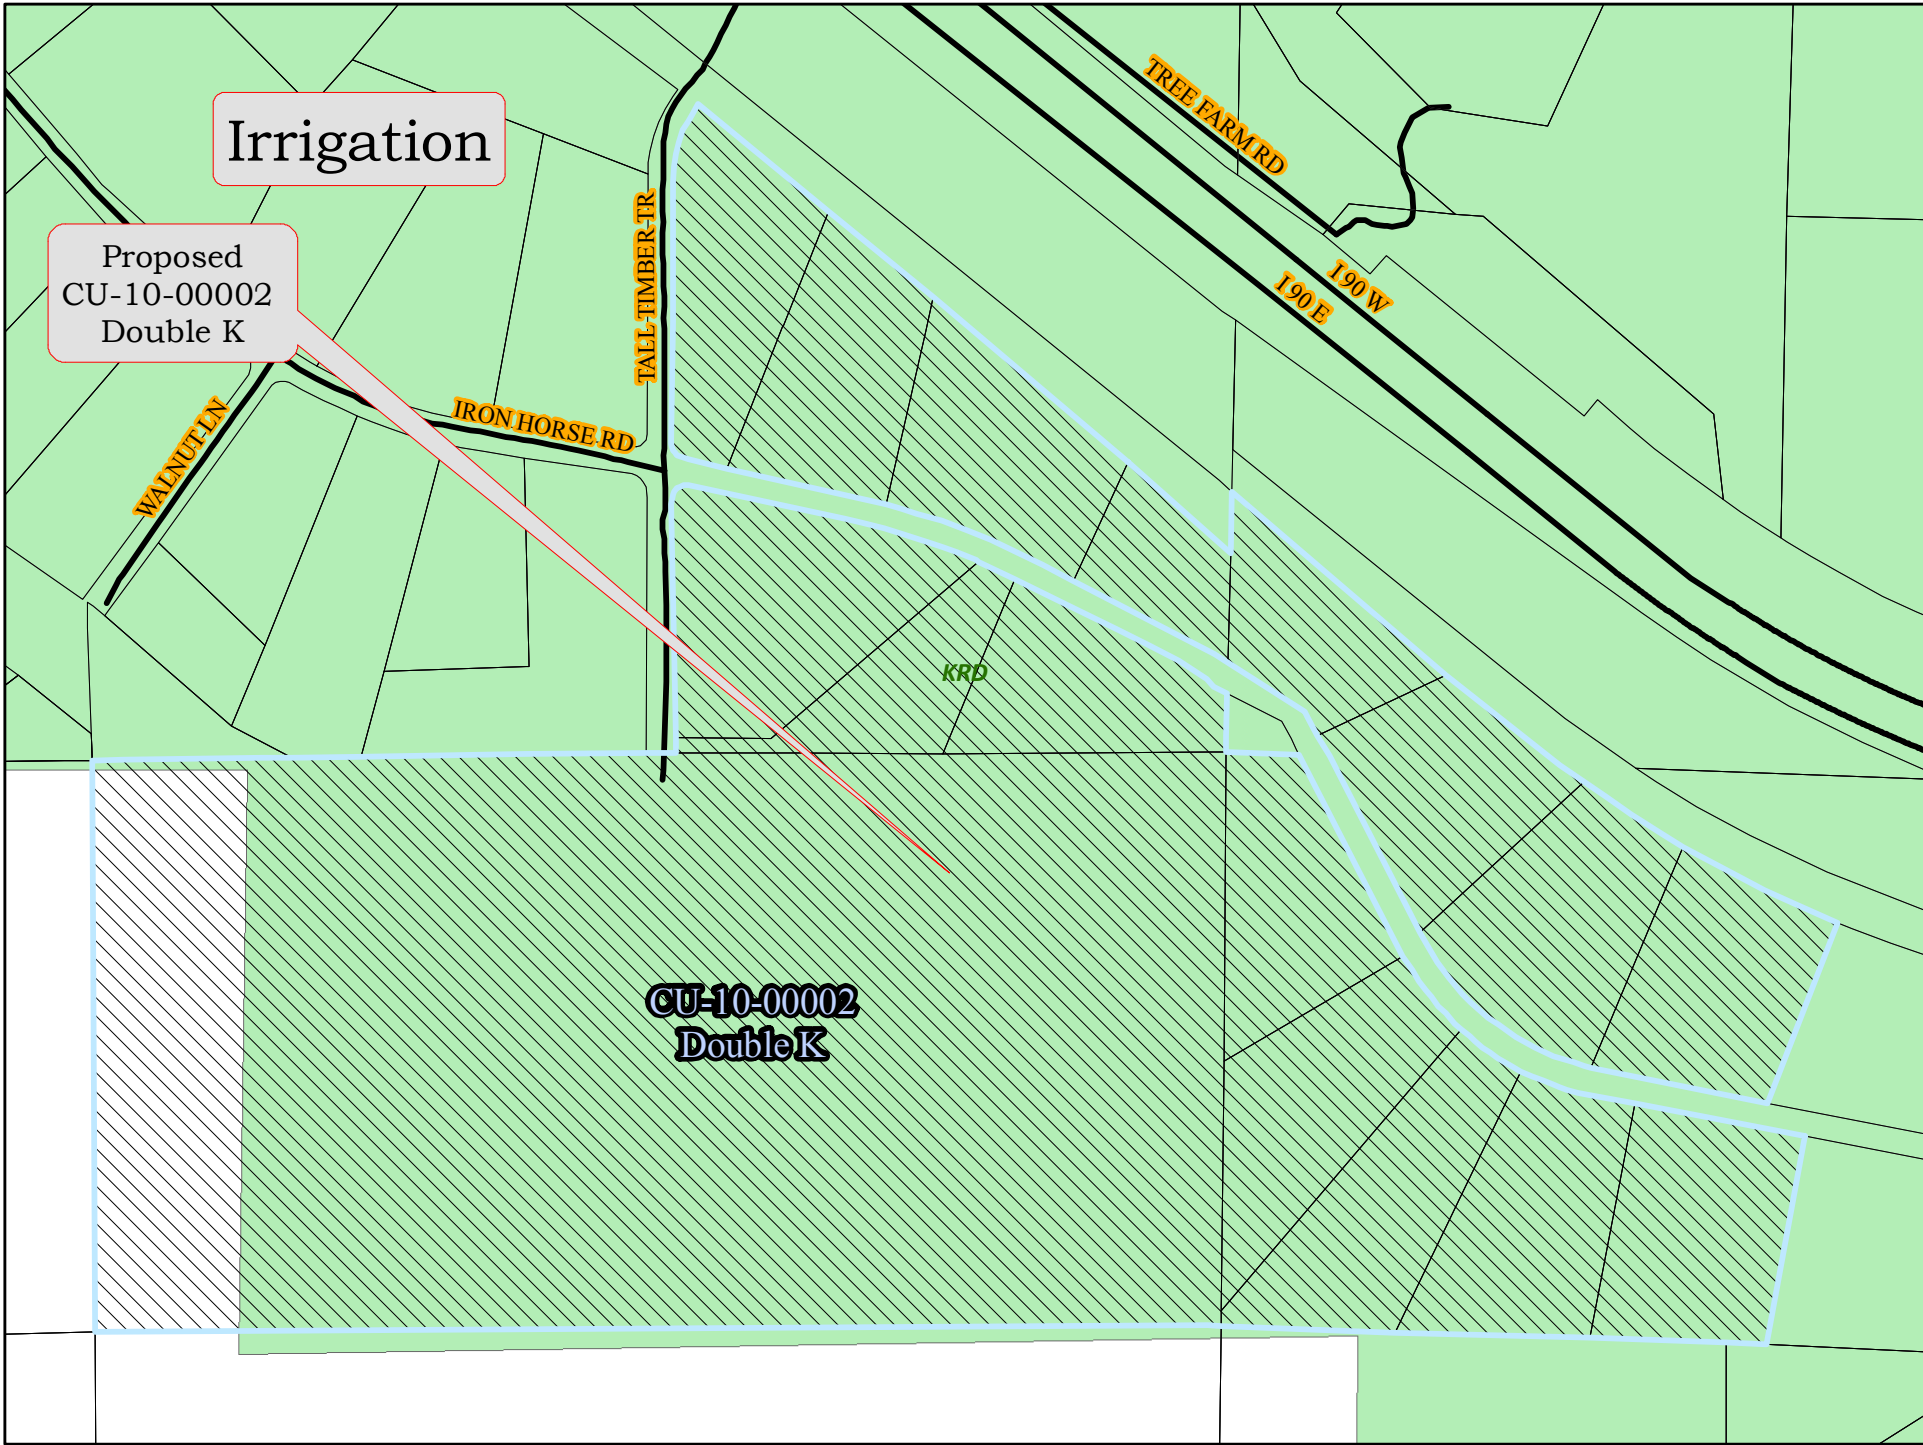 TREE FARM RD
Irrigation
TALL TIMBER TR
Proposed
CU-10-00002
Double K
I 90 W
I 90 E
IRON HORSE RD
WALNUT LN
KRD
CU-10-00002
Double K